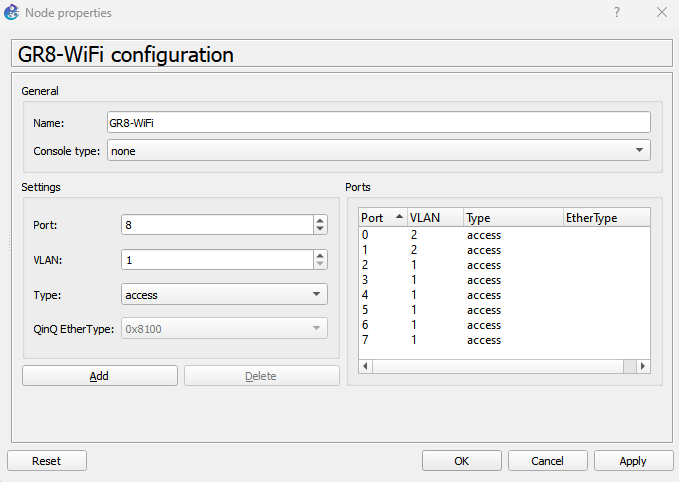 Node properties
? ×
GR8-WiFi configuration
General
Name: GR8-WiFi
Console type: none
Settings
Port: 8
VLAN: 1
Type: access
QinQ EtherType: 0x8100
Add Delete
Ports
Port VLAN Type EtherType
0 2 access
1 2 access
2 1 access
3 1 access
4 1 access
5 1 access
6 1 access
7 1 access
Reset OK Cancel Apply